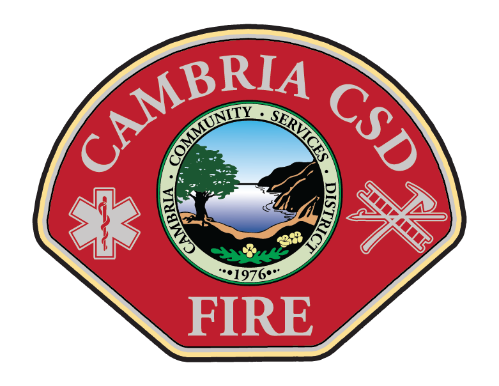 CAMBRIA CSD
CAMBRIA · COMMUNITY · SERVICES · DISTRICT
·1976·
FIRE